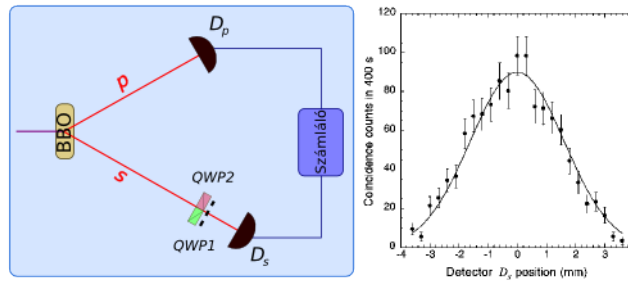 Dp
BBO
p
s
QWP2
QWP1
Ds
Számláló
Coincidence counts in 400 s
120
100
80
60
40
20
0
-4 -3 -2 -1 0 1 2 3
Detector Ds position (mm)